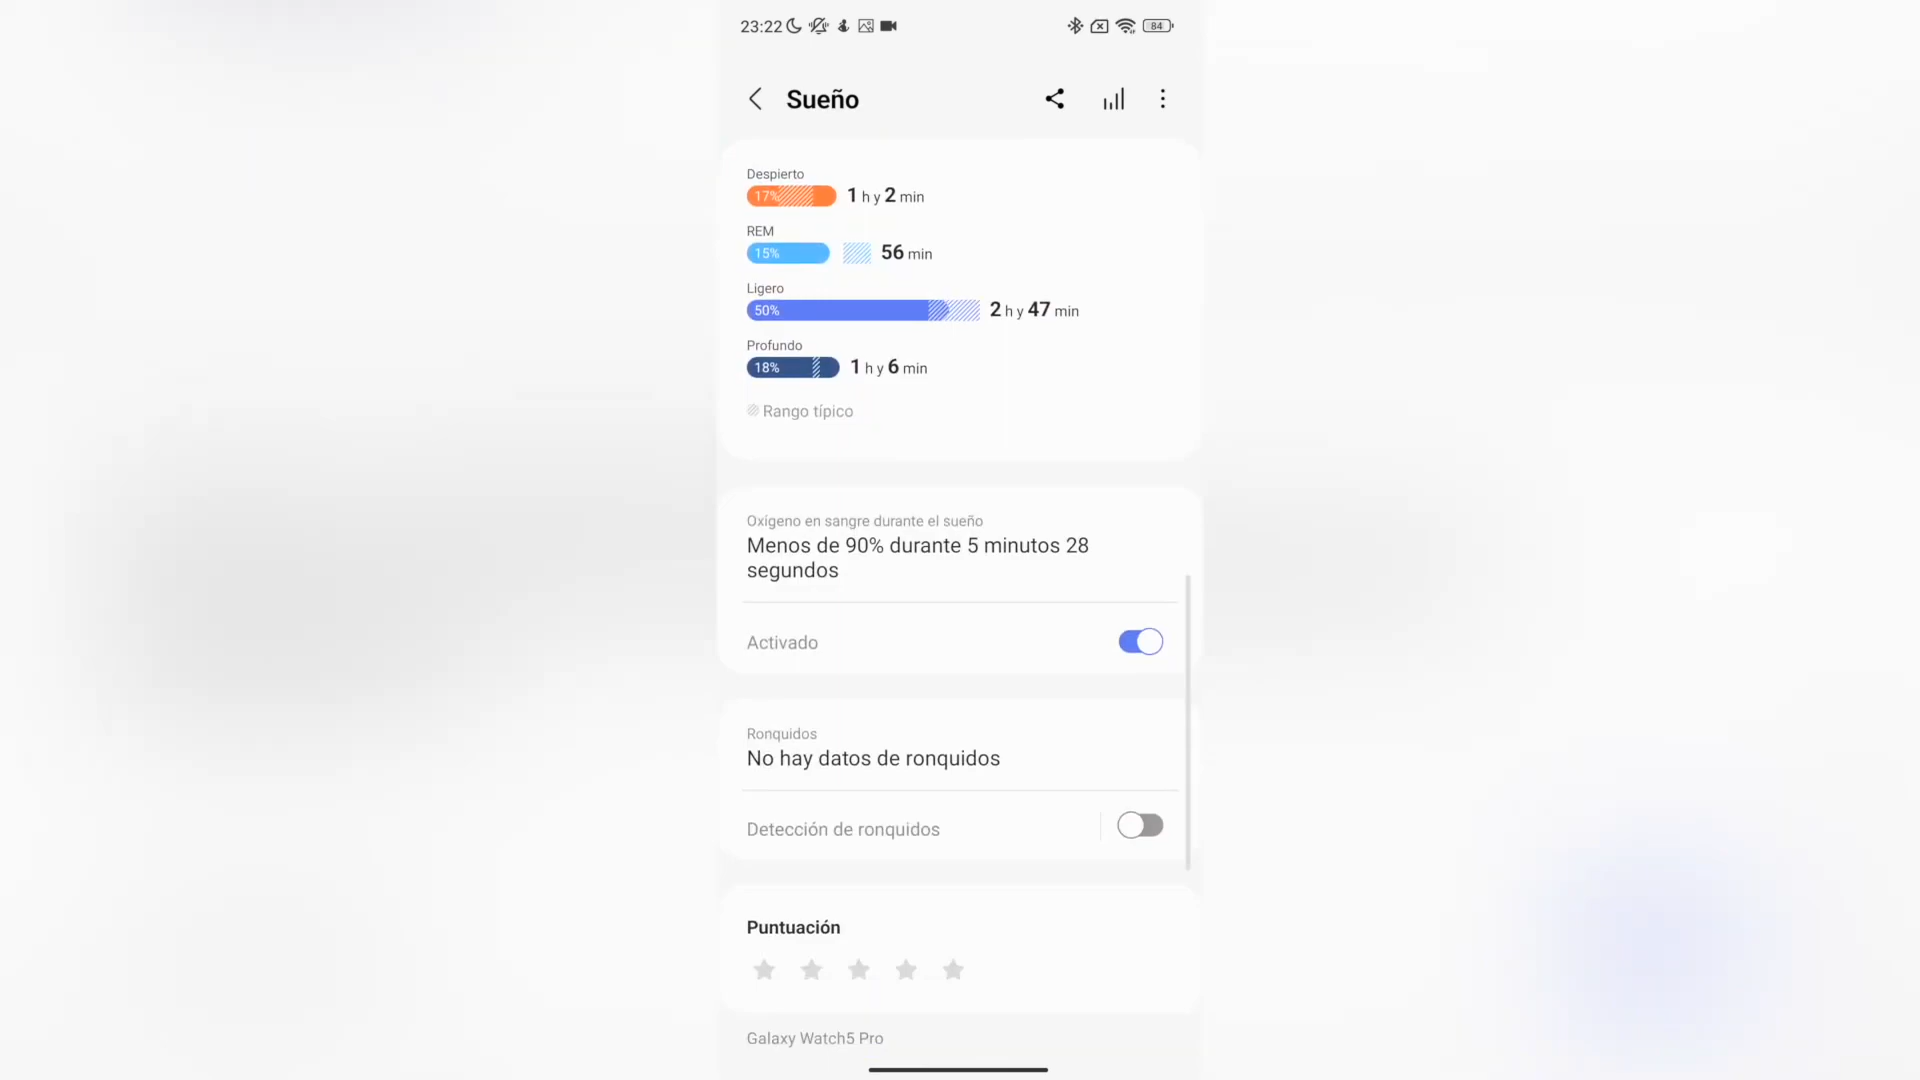 23:22
84
Sueño
Despierto
17% 1 h y 2 min
REM
15% 56 min
Ligero
50% 2 h y 47 min
Profundo
18% 1 h y 6 min
Rango típico
Oxígeno en sangre durante el sueño
Menos de 90% durante 5 minutos 28
segundos
Activado
Ronquidos
No hay datos de ronquidos
Detección de ronquidos
Puntuación
Galaxy Watch5 Pro